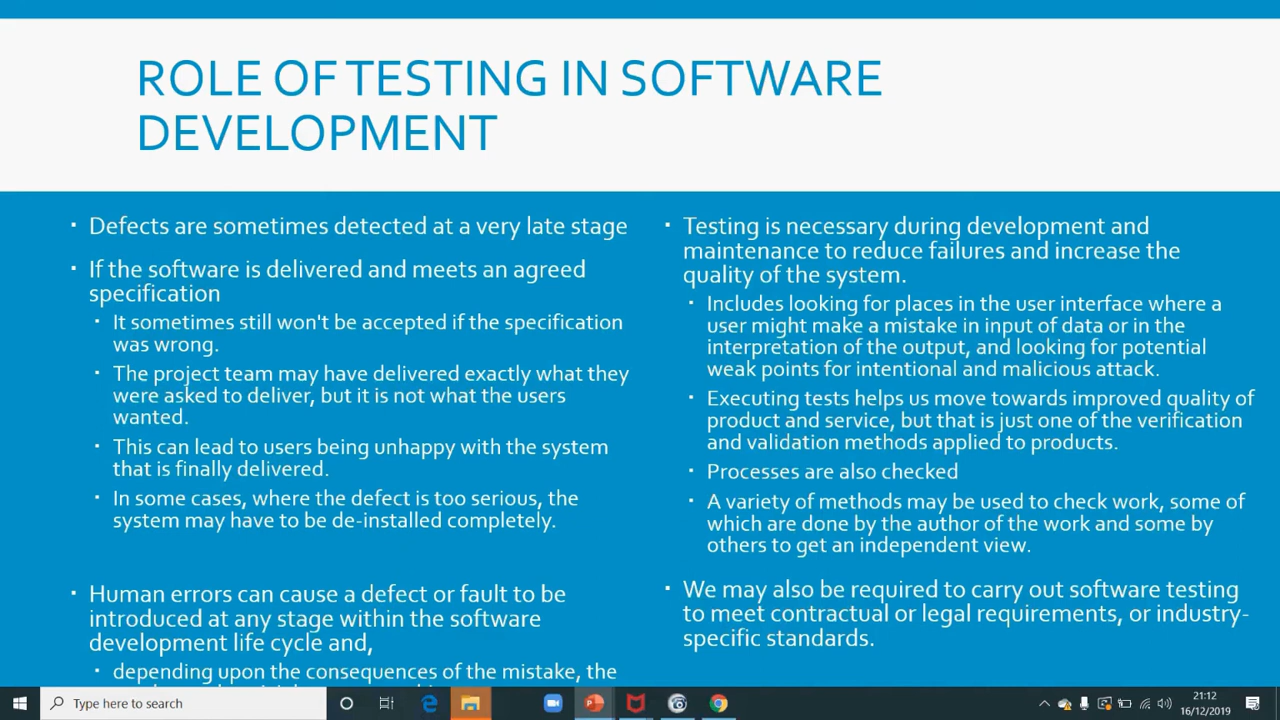 ROLE OF TESTING IN SOFTWARE
DEVELOPMENT
▪ Defects are sometimes detected at a very late stage
▪ If the software is delivered and meets an agreed
specification
▪ It sometimes still won't be accepted if the specification
was wrong.
▪ The project team may have delivered exactly what they
were asked to deliver, but it is not what the users
wanted.
▪ This can lead to users being unhappy with the system
that is finally delivered.
▪ In some cases, where the defect is too serious, the
system may have to be de-installed completely.
▪ Human errors can cause a defect or fault to be
introduced at any stage within the software
development life cycle and,
▪ depending upon the consequences of the mistake, the
▪ Testing is necessary during development and
maintenance to reduce failures and increase the
quality of the system.
▪ Includes looking for places in the user interface where a
user might make a mistake in input of data or in the
interpretation of the output, and looking for potential
weak points for intentional and malicious attack.
▪ Executing tests helps us move towards improved quality of
product and service, but that is just one of the verification
and validation methods applied to products.
▪ Processes are also checked
▪ A variety of methods may be used to check work, some of
which are done by the author of the work and some by
others to get an independent view.
▪ We may also be required to carry out software testing
to meet contractual or legal requirements, or industry-
specific standards.
Type here to search
21:12
16/12/2019